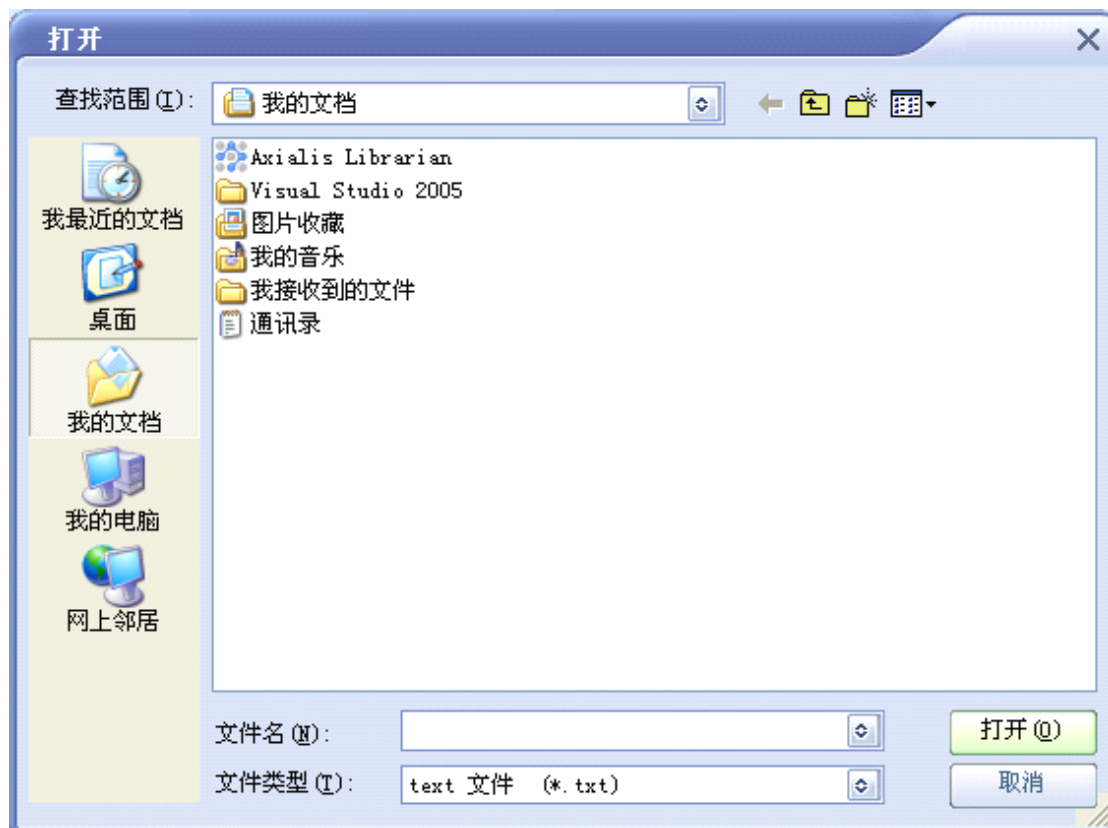 打开
查找范围(I):
我的文档
我最近的文档
桌面
我的文档
我的电脑
网上邻居
Axialis Librarian
Visual Studio 2005
图片收藏
我的音乐
我接收到的文件
通讯录
文件名(N):
打开(O)
文件类型(T):
text 文件 (*.txt)
取消